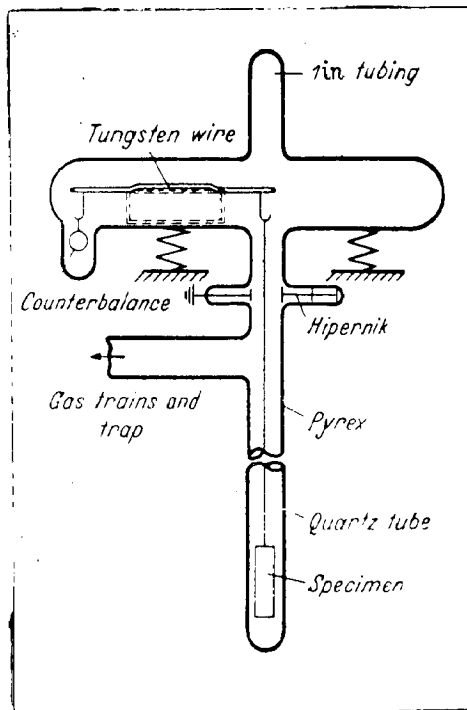 1in tubing
Tungsten wire
Counterbalance
Hipernik
Gas trains and
trap
Pyrex
Quartz tube
Specimen